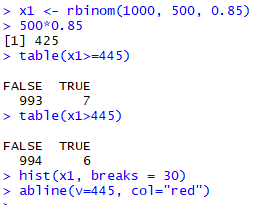 > x1 <- rbinom(1000, 500, 0.85)
> 500*0.85
[1] 425
> table(x1>=445)
FALSE TRUE
993 7
> table(x1>445)
FALSE TRUE
994 6
> hist(x1, breaks = 30)
> abline(v=445, col="red")
>